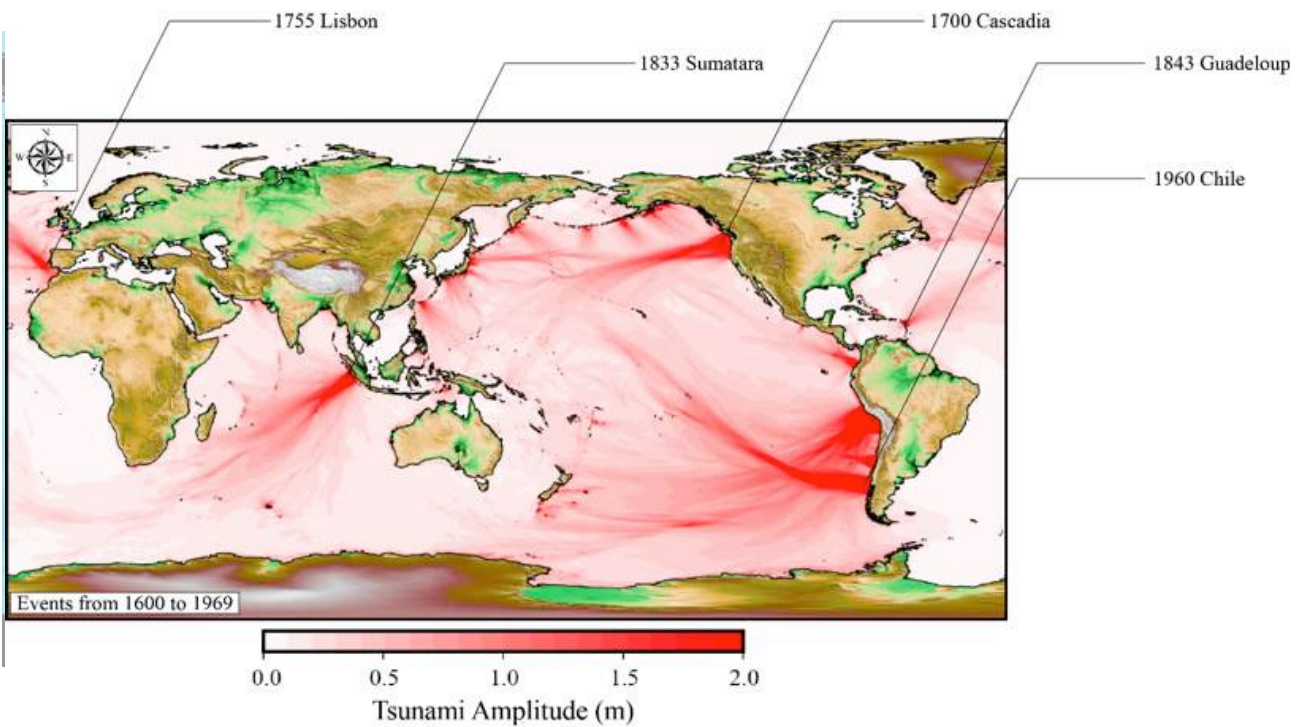 1755 Lisbon
1700 Cascadia
1833 Sumatara
1843 Guadeloup
1960 Chile
N
W E
S
Events from 1600 to 1969
0.0 0.5 1.0 1.5 2.0
Tsunami Amplitude (m)